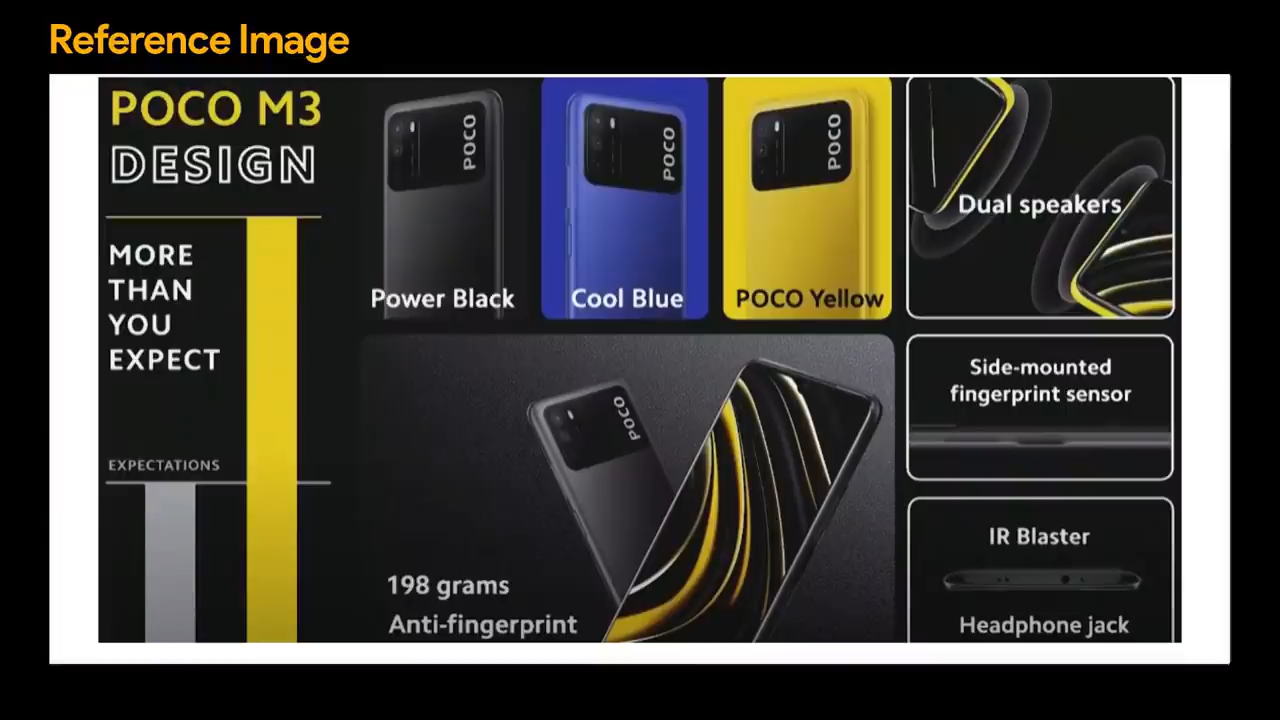 Reference Image
POCO M3
DESIGN
MORE
THAN
YOU
EXPECT
EXPECTATIONS
POCO
Power Black
POCO
Cool Blue
POCO
POCO Yellow
Dual speakers
POCO
198 grams
Anti-fingerprint
Side-mounted
fingerprint sensor
IR Blaster
Headphone jack